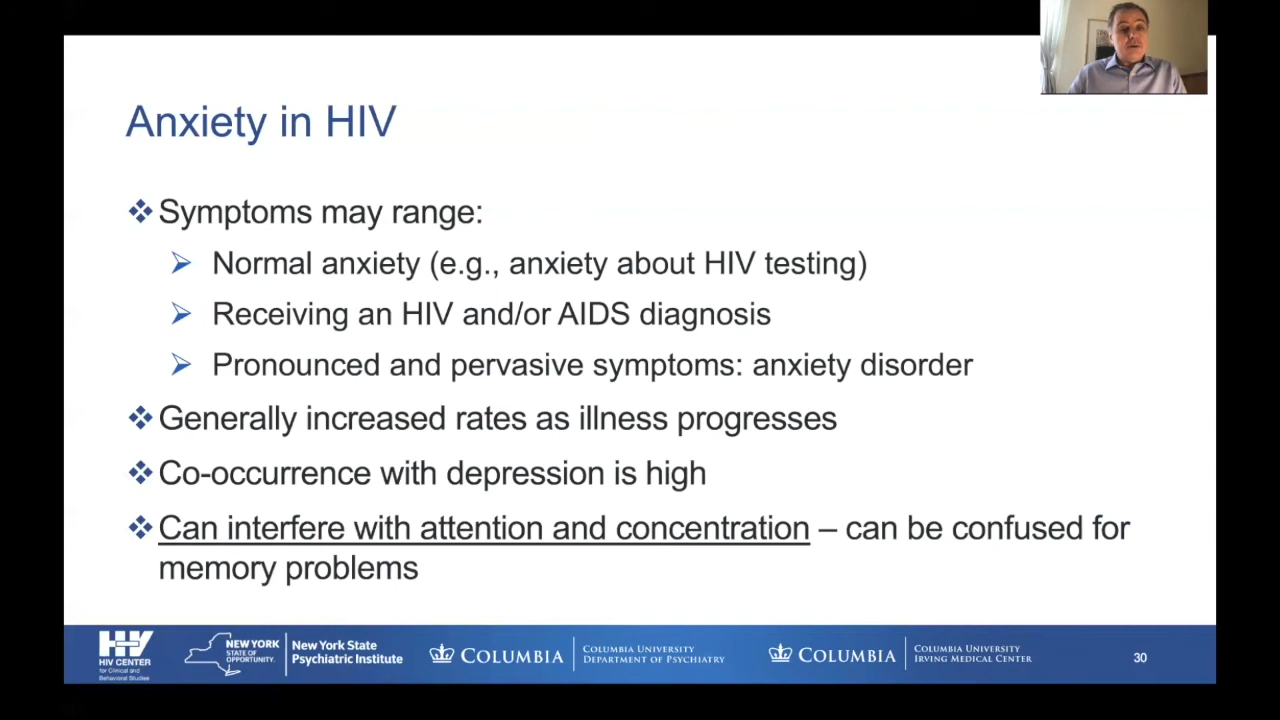 Anxiety in HIV
Symptoms may range:
Normal anxiety (e.g., anxiety about HIV testing)
Receiving an HIV and/or AIDS diagnosis
Pronounced and pervasive symptoms: anxiety disorder
Generally increased rates as illness progresses
Co-occurrence with depression is high
Can interfere with attention and concentration – can be confused for
memory problems
HIV
HIV CENTER
for Clinical and
Behavioral Studies
NEW YORK
STATE OF
OPPORTUNITY.
New York State
Psychiatric Institute
COLUMBIA
COLUMBIA UNIVERSITY
DEPARTMENT OF PSYCHIATRY
COLUMBIA
COLUMBIA UNIVERSITY
IRVING MEDICAL CENTER
30